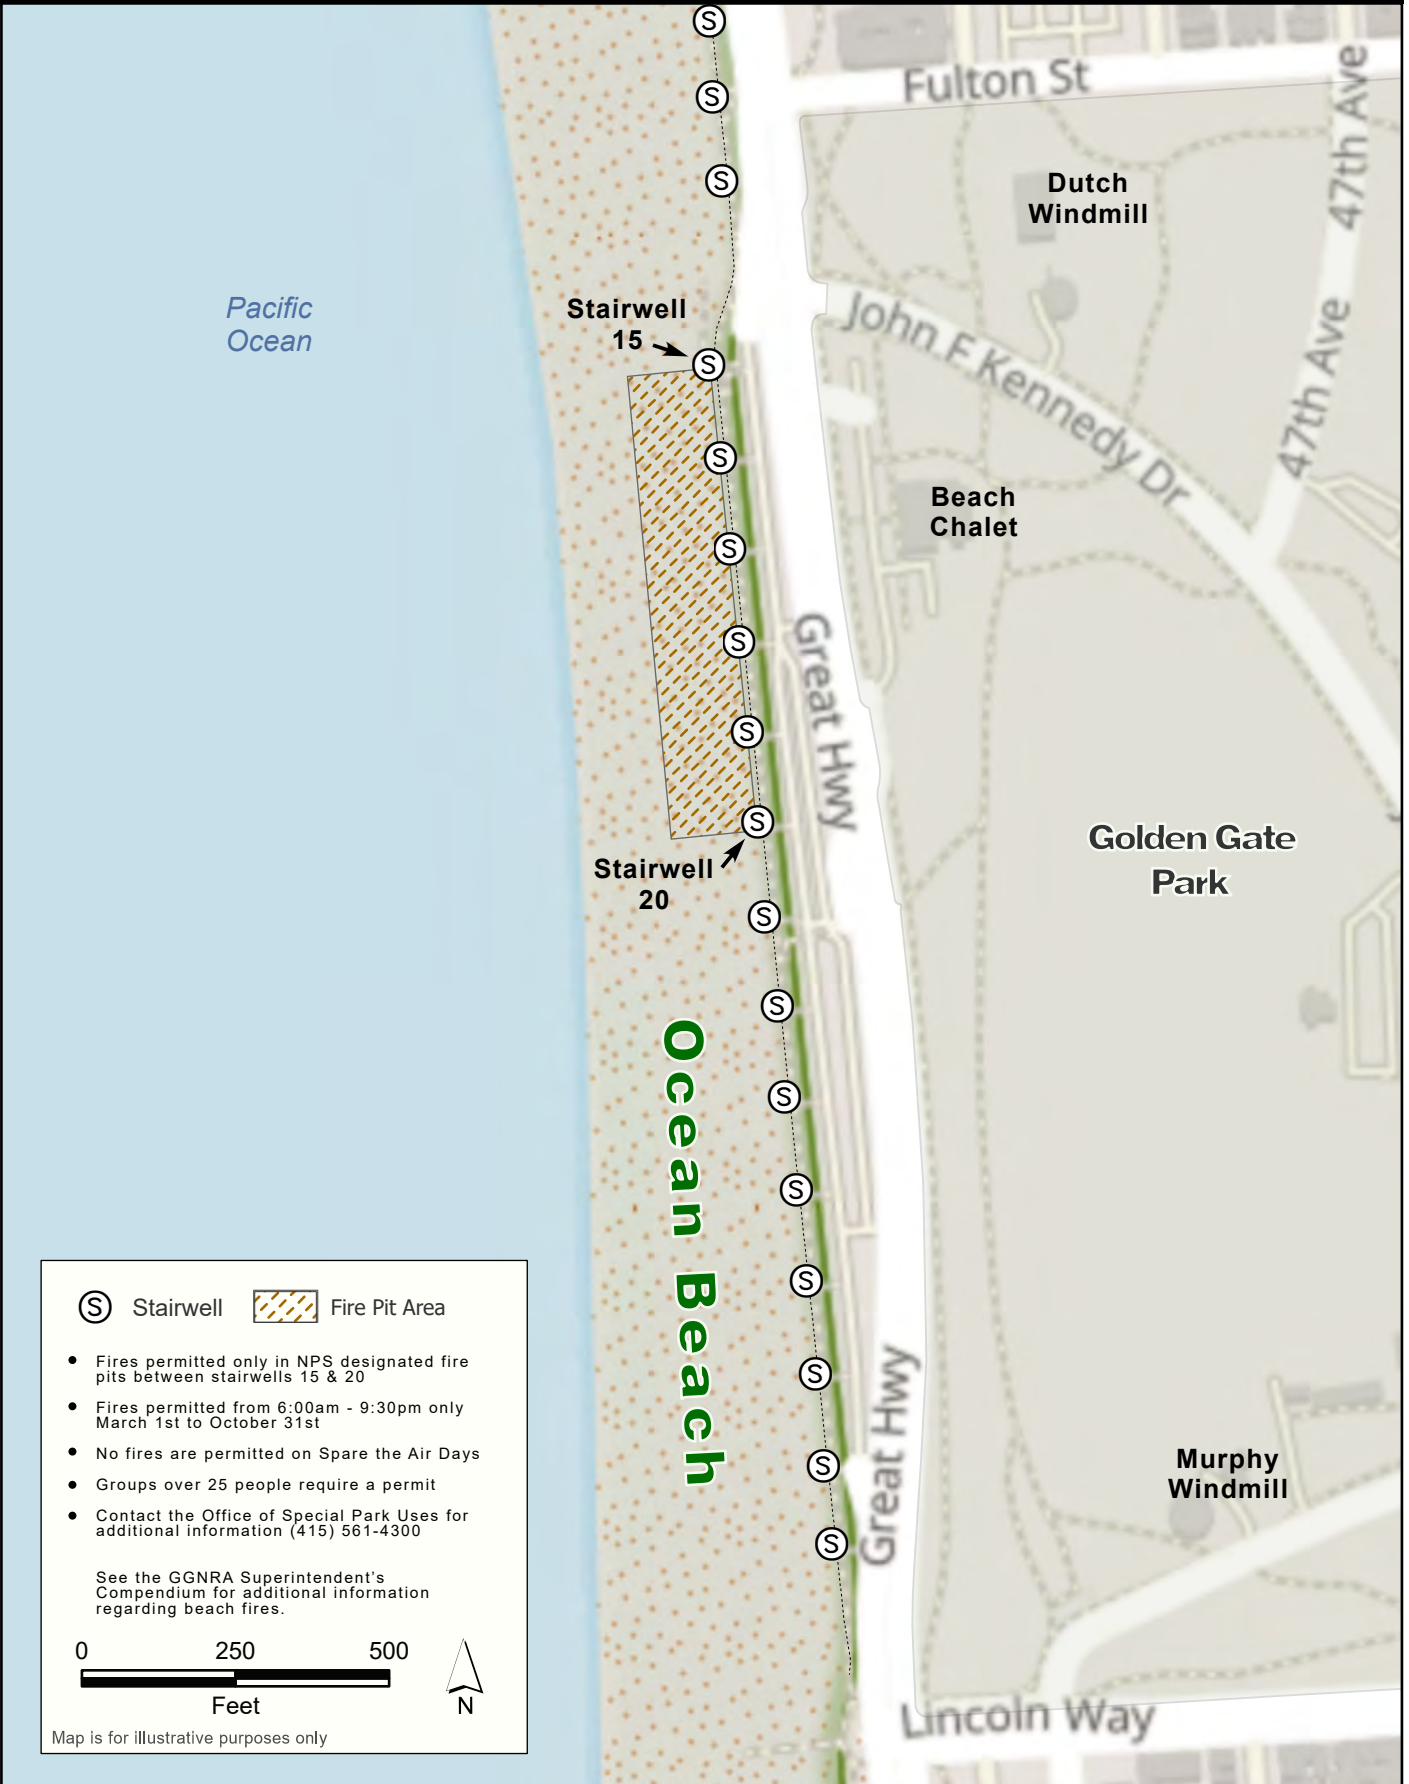 S
S
S
Fulton St
47th Ave
Dutch
Windmill
Pacific
Ocean
Stairwell
15
S
John F Kennedy Dr
47th Ave
S
Beach
Chalet
S
S
Great Hwy
S
S
Stairwell
20
Golden Gate
Park
S
S
Ocean Beach
S
S
S
S
S
S
Great Hwy
Murphy
Windmill
Lincoln Way
S Stairwell Fire Pit Area
• Fires permitted only in NPS designated fire
pits between stairwells 15 & 20
• Fires permitted from 6:00am - 9:30pm only
March 1st to October 31st
• No fires are permitted on Spare the Air Days
• Groups over 25 people require a permit
• Contact the Office of Special Park Uses for
additional information (415) 561-4300
See the GGNRA Superintendent's
Compendium for additional information
regarding beach fires.
0 250 500
Feet
N
Map is for illustrative purposes only